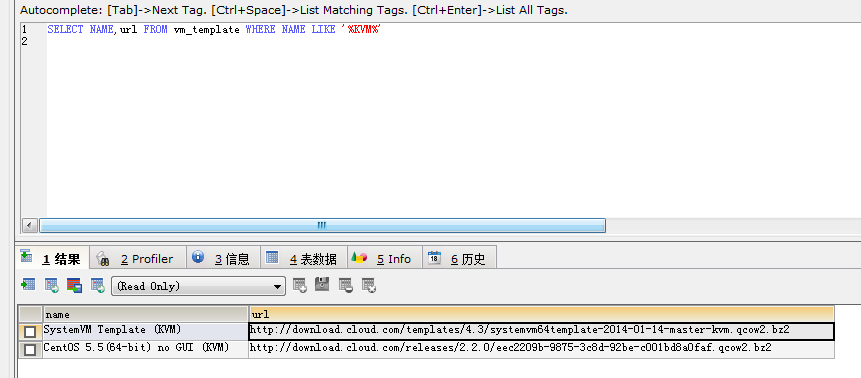 Autocomplete: [Tab]->Next Tag. [Ctrl+Space]->List Matching Tags. [Ctrl+Enter]->List All Tags.
1 SELECT NAME,url FROM vm_template WHERE NAME LIKE '%KVM%'
2
1 结果 2 Profiler 3 信息 4 表数据 5 Info 18 6 历史
(Read Only)
name url
SystemVM Template (KVM) http://download.cloud.com/templates/4.3/systemvm64template-2014-01-14-master-kvm.qcow2.bz2
CentOS 5.5(64-bit) no GUI (KVM) http://download.cloud.com/releases/2.2.0/eec2209b-9875-3c8d-92be-c001bd8a0faf.qcow2.bz2